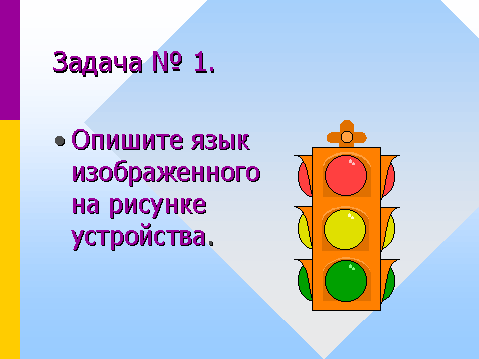 Задача № 1.
• Опишите язык
изображенного
на рисунке
устройства.